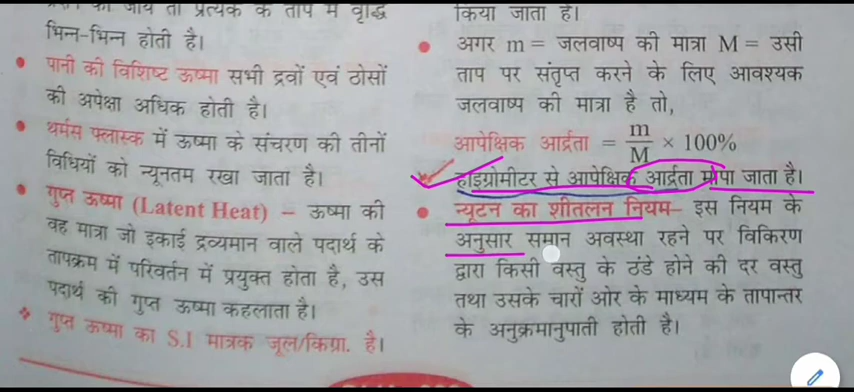 ताप में वृद्धि
भिन्न-भिन्न होती है।
• पानी की विशिष्ट ऊष्मा सभी द्रवों एवं ठोसों
की अपेक्षा अधिक होती है।
• थर्मस फ्लास्क में ऊष्मा के संचरण की तीनों
विधियों को न्यूनतम रखा जाता है।
• गुप्त ऊष्मा (Latent Heat) – ऊष्मा की
वह मात्रा जो इकाई द्रव्यमान वाले पदार्थ के
तापक्रम में परिवर्तन में प्रयुक्त होता है, उस
पदार्थ की गुप्त ऊष्मा कहलाता है।
गुप्त ऊष्मा का S.I मात्रक जूल/किग्रा. है।
किया जाता है।
• अगर m = जलवाष्प की मात्रा M = उसी
ताप पर संतृप्त करने के लिए आवश्यक
जलवाष्प की मात्रा है तो,
आपेक्षिक आर्द्रता = m/M × 100%
हाइग्रोमीटर से आपेक्षिक आर्द्रता मापा जाता है।
• न्यूटन का शीतलन नियम– इस नियम के
अनुसार समान अवस्था रहने पर विकिरण
द्वारा किसी वस्तु के ठंडे होने की दर वस्तु
तथा उसके चारों ओर के माध्यम के तापान्तर
के अनुक्रमानुपाती होती है।